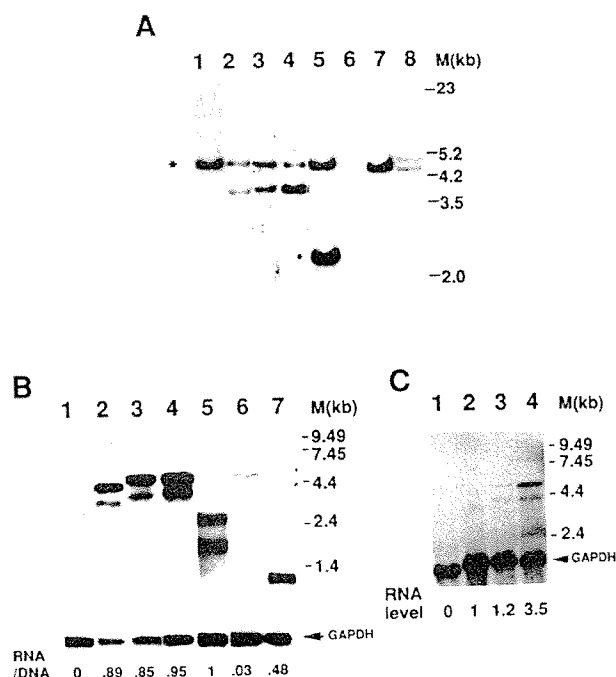 A
1 2 3 4 5 6 7 8 M(kb)
-23
-5.2
-4.2
-3.5
-2.0
*
B
1 2 3 4 5 6 7 M(kb)
-9.49
-7.45
-4.4
-2.4
-1.4
GAPDH
RNA
/DNA 0 .89 .85 .95 1 .03 .48
C
1 2 3 4 M(kb)
-9.49
-7.45
-4.4
-2.4
GAPDH
RNA
level 0 1 1.2 3.5